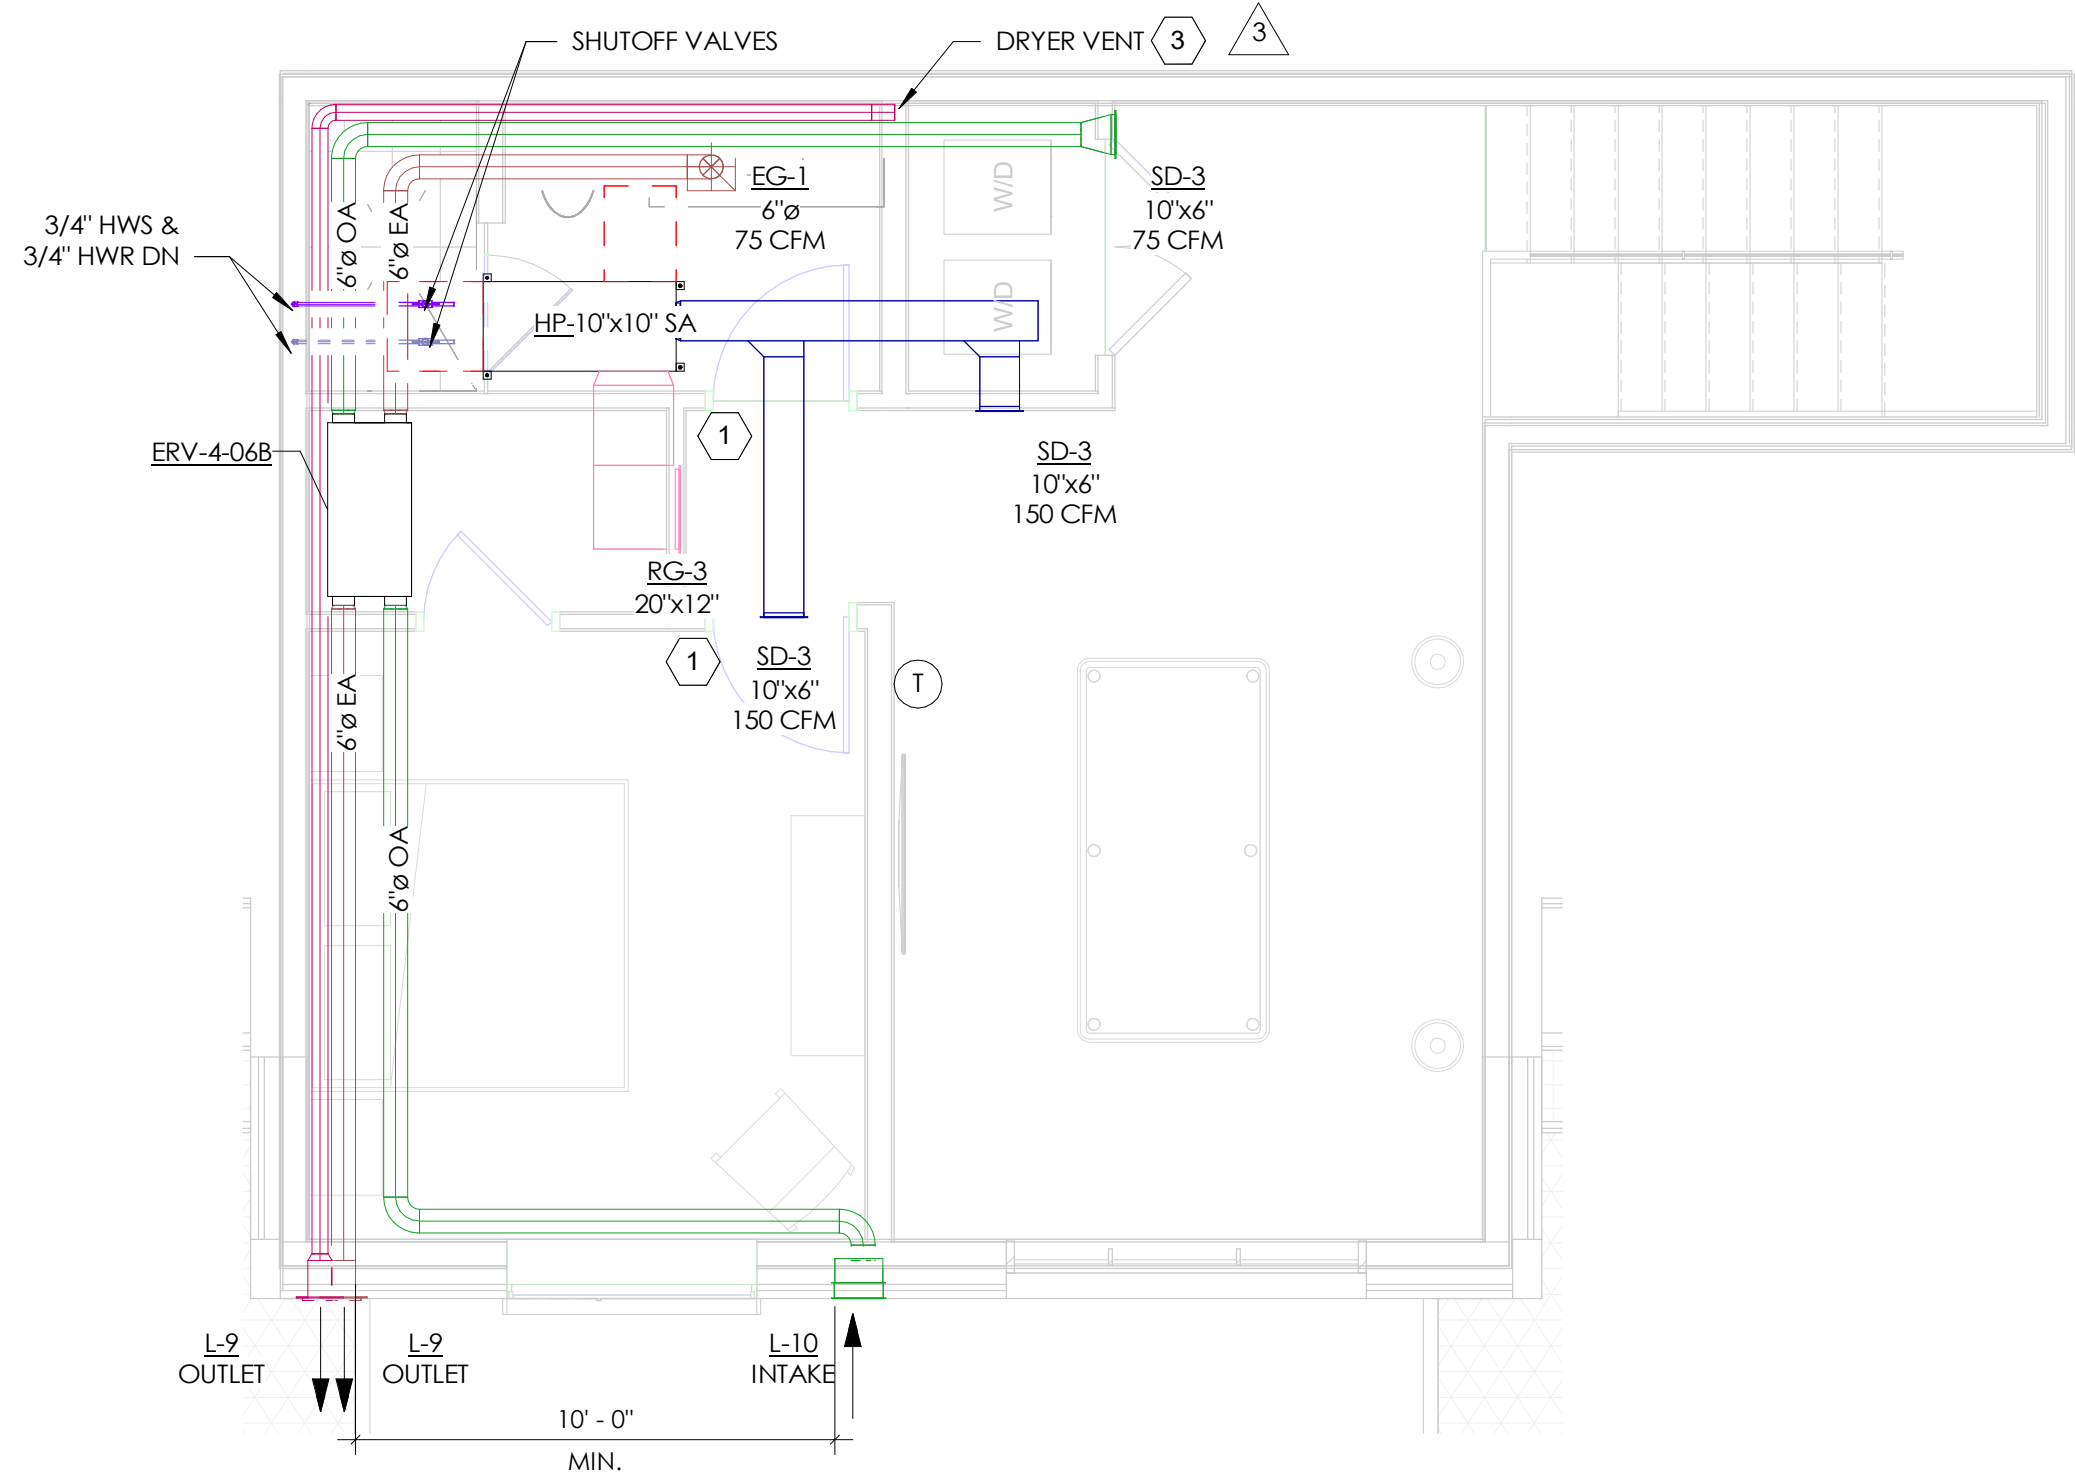 SHUTOFF VALVES
DRYER VENT
3
3
3/4" HWS &
3/4" HWR DN
6"ø OA
6"ø EA
EG-1
6"ø
75 CFM
W/D
W/D
SD-3
10"x6"
75 CFM
HP-10"x10" SA
1
ERV-4-06B
SD-3
10"x6"
150 CFM
RG-3
20"x12"
1
SD-3
10"x6"
150 CFM
T
6"ø EA
6"ø OA
L-9
OUTLET
L-9
OUTLET
L-10
INTAKE
10' - 0"
MIN.